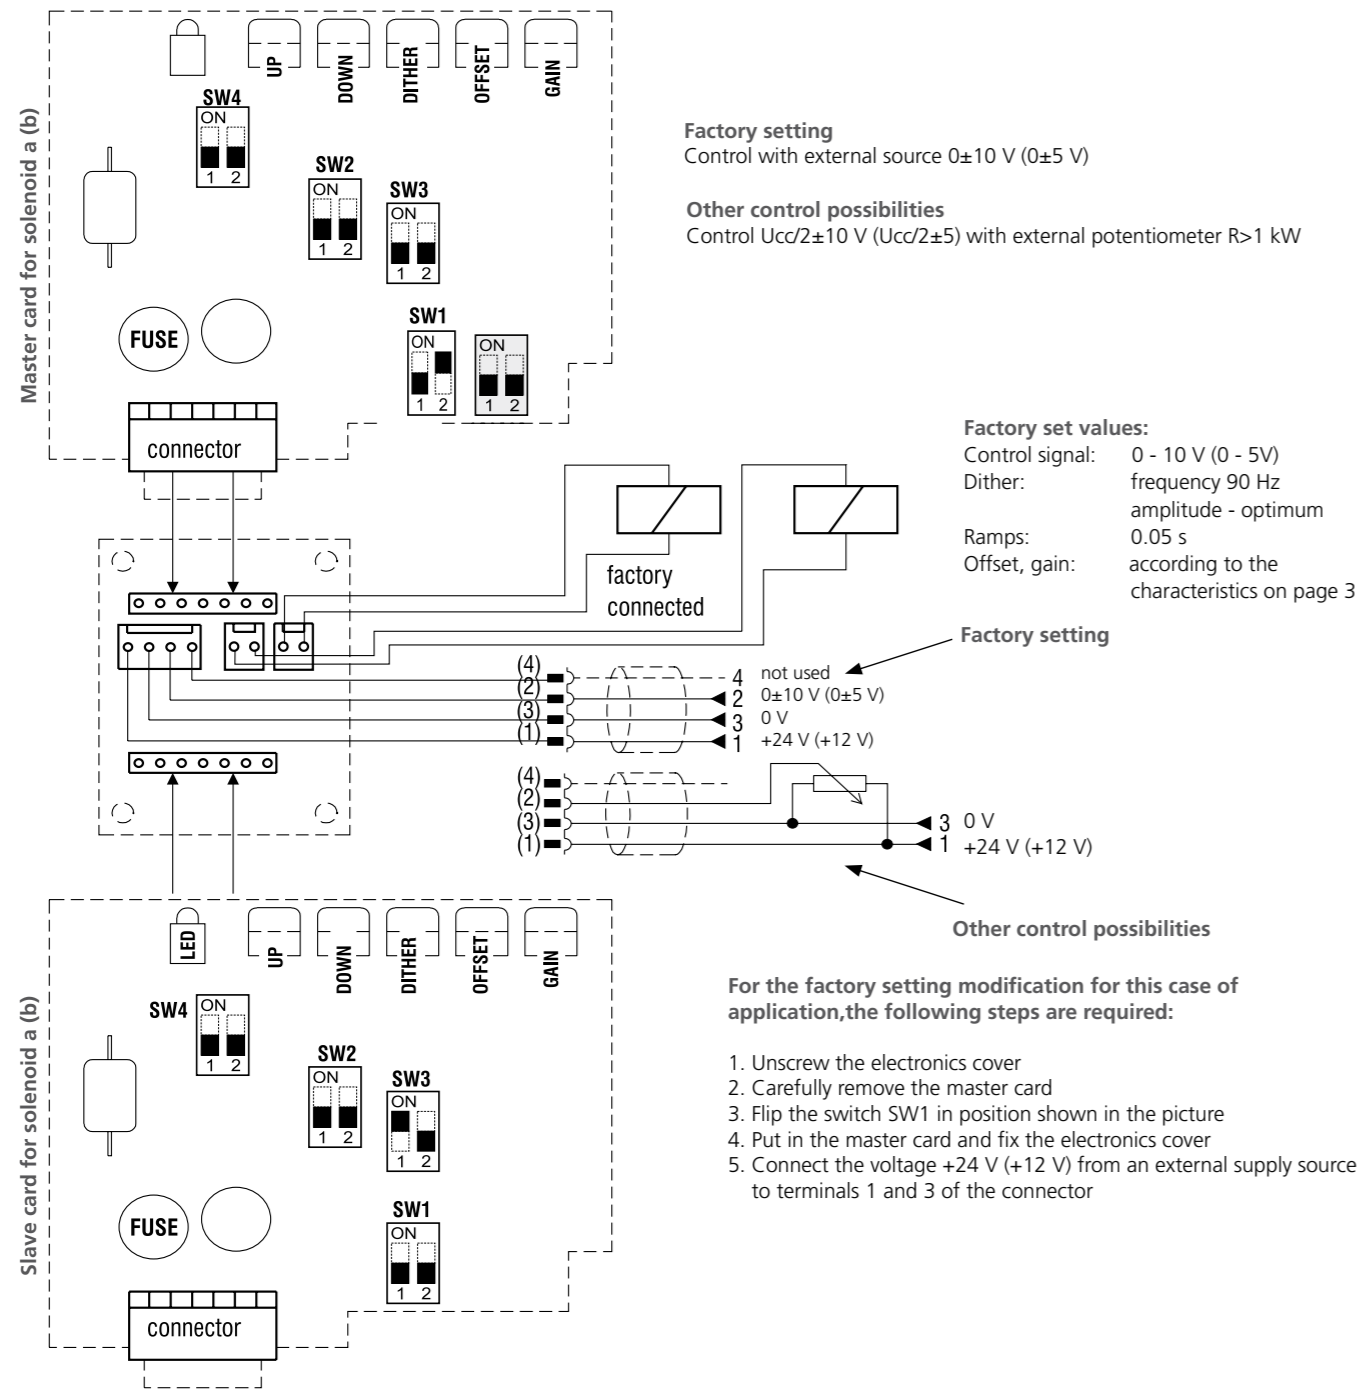 Master card for solenoid a (b)
UP
DOWN
DITHER
OFFSET
GAIN
SW4
ON
1 2
SW2
ON
1 2
SW3
ON
1 2
SW1
ON
1 2
ON
1 2
FUSE
connector
Factory setting
Control with external source 0±10 V (0±5 V)
Other control possibilities
Control Ucc/2±10 V (Ucc/2±5) with external potentiometer R>1 kW
Factory set values:
Control signal: 0 - 10 V (0 - 5V)
Dither: frequency 90 Hz
amplitude - optimum
Ramps: 0.05 s
Offset, gain: according to the
characteristics on page 3
factory
connected
Factory setting
(4) 4 not used
(2) 2 0±10 V (0±5 V)
(3) 3 0 V
(1) 1 +24 V (+12 V)
(4)
(2)
(3) 3 0 V
(1) 1 +24 V (+12 V)
Other control possibilities
Slave card for solenoid a (b)
LED
UP
DOWN
DITHER
OFFSET
GAIN
SW4
ON
1 2
SW2
ON
1 2
SW3
ON
1 2
SW1
ON
1 2
FUSE
connector
For the factory setting modification for this case of
application,the following steps are required:
1. Unscrew the electronics cover
2. Carefully remove the master card
3. Flip the switch SW1 in position shown in the picture
4. Put in the master card and fix the electronics cover
5. Connect the voltage +24 V (+12 V) from an external supply source
to terminals 1 and 3 of the connector